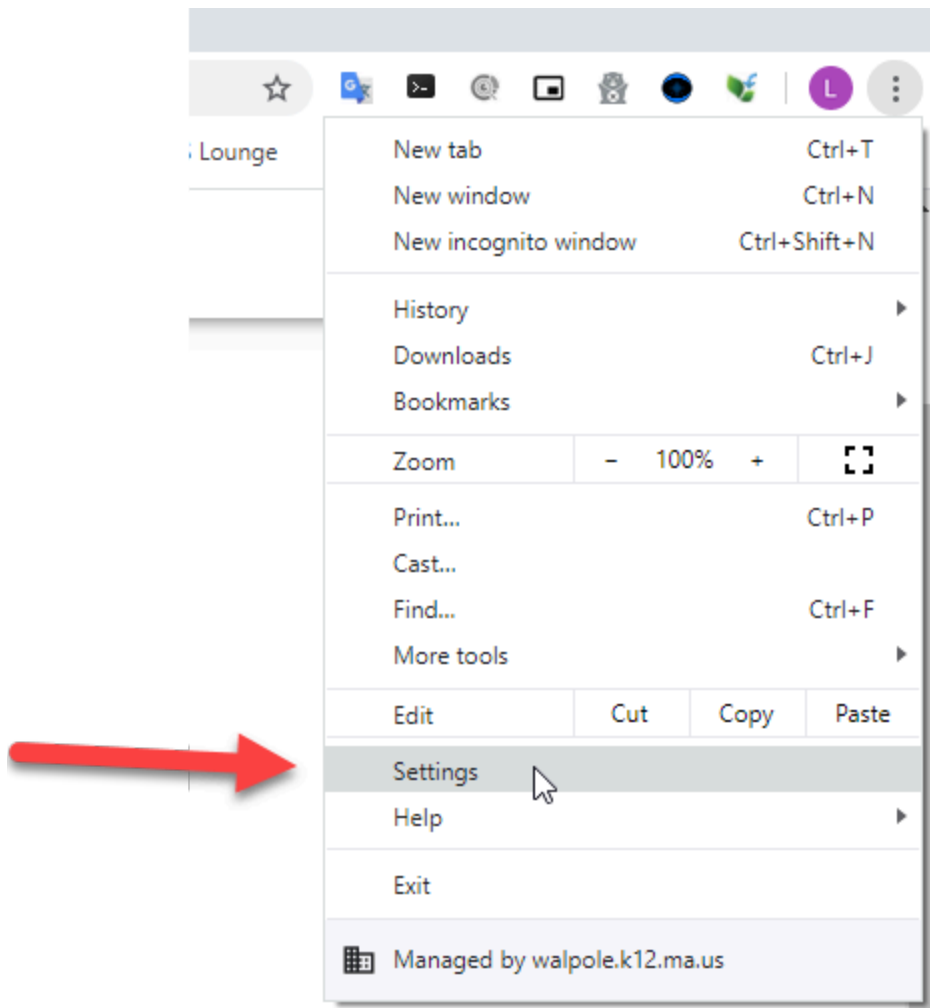 L
Lounge
New tab Ctrl+T
New window Ctrl+N
New incognito window Ctrl+Shift+N
History
Downloads Ctrl+J
Bookmarks
Zoom − 100% +
Print... Ctrl+P
Cast...
Find... Ctrl+F
More tools
Edit Cut Copy Paste
Settings
Help
Exit
Managed by walpole.k12.ma.us